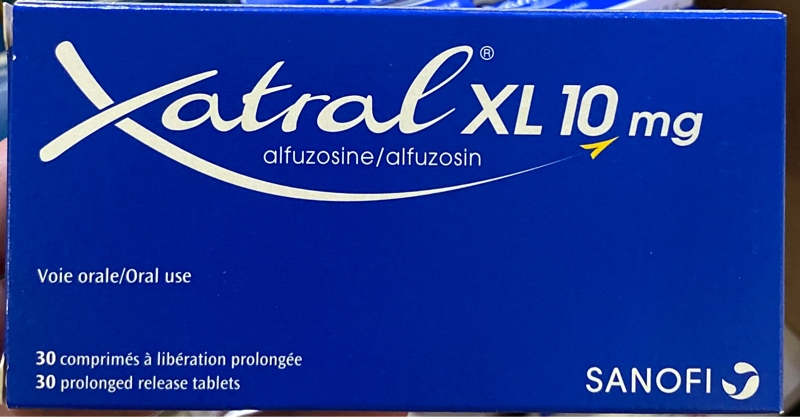 Xatral® XL 10 mg
alfuzosine/alfuzosin
Voie orale/Oral use
30 comprimés à libération prolongée
30 prolonged release tablets
SANOFI